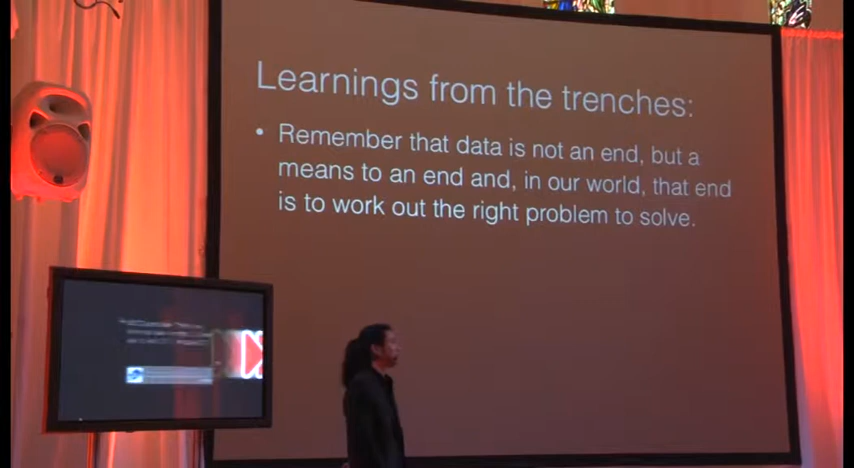 Learnings from the trenches:
• Remember that data is not an end, but a
means to an end and, in our world, that end
is to work out the right problem to solve.